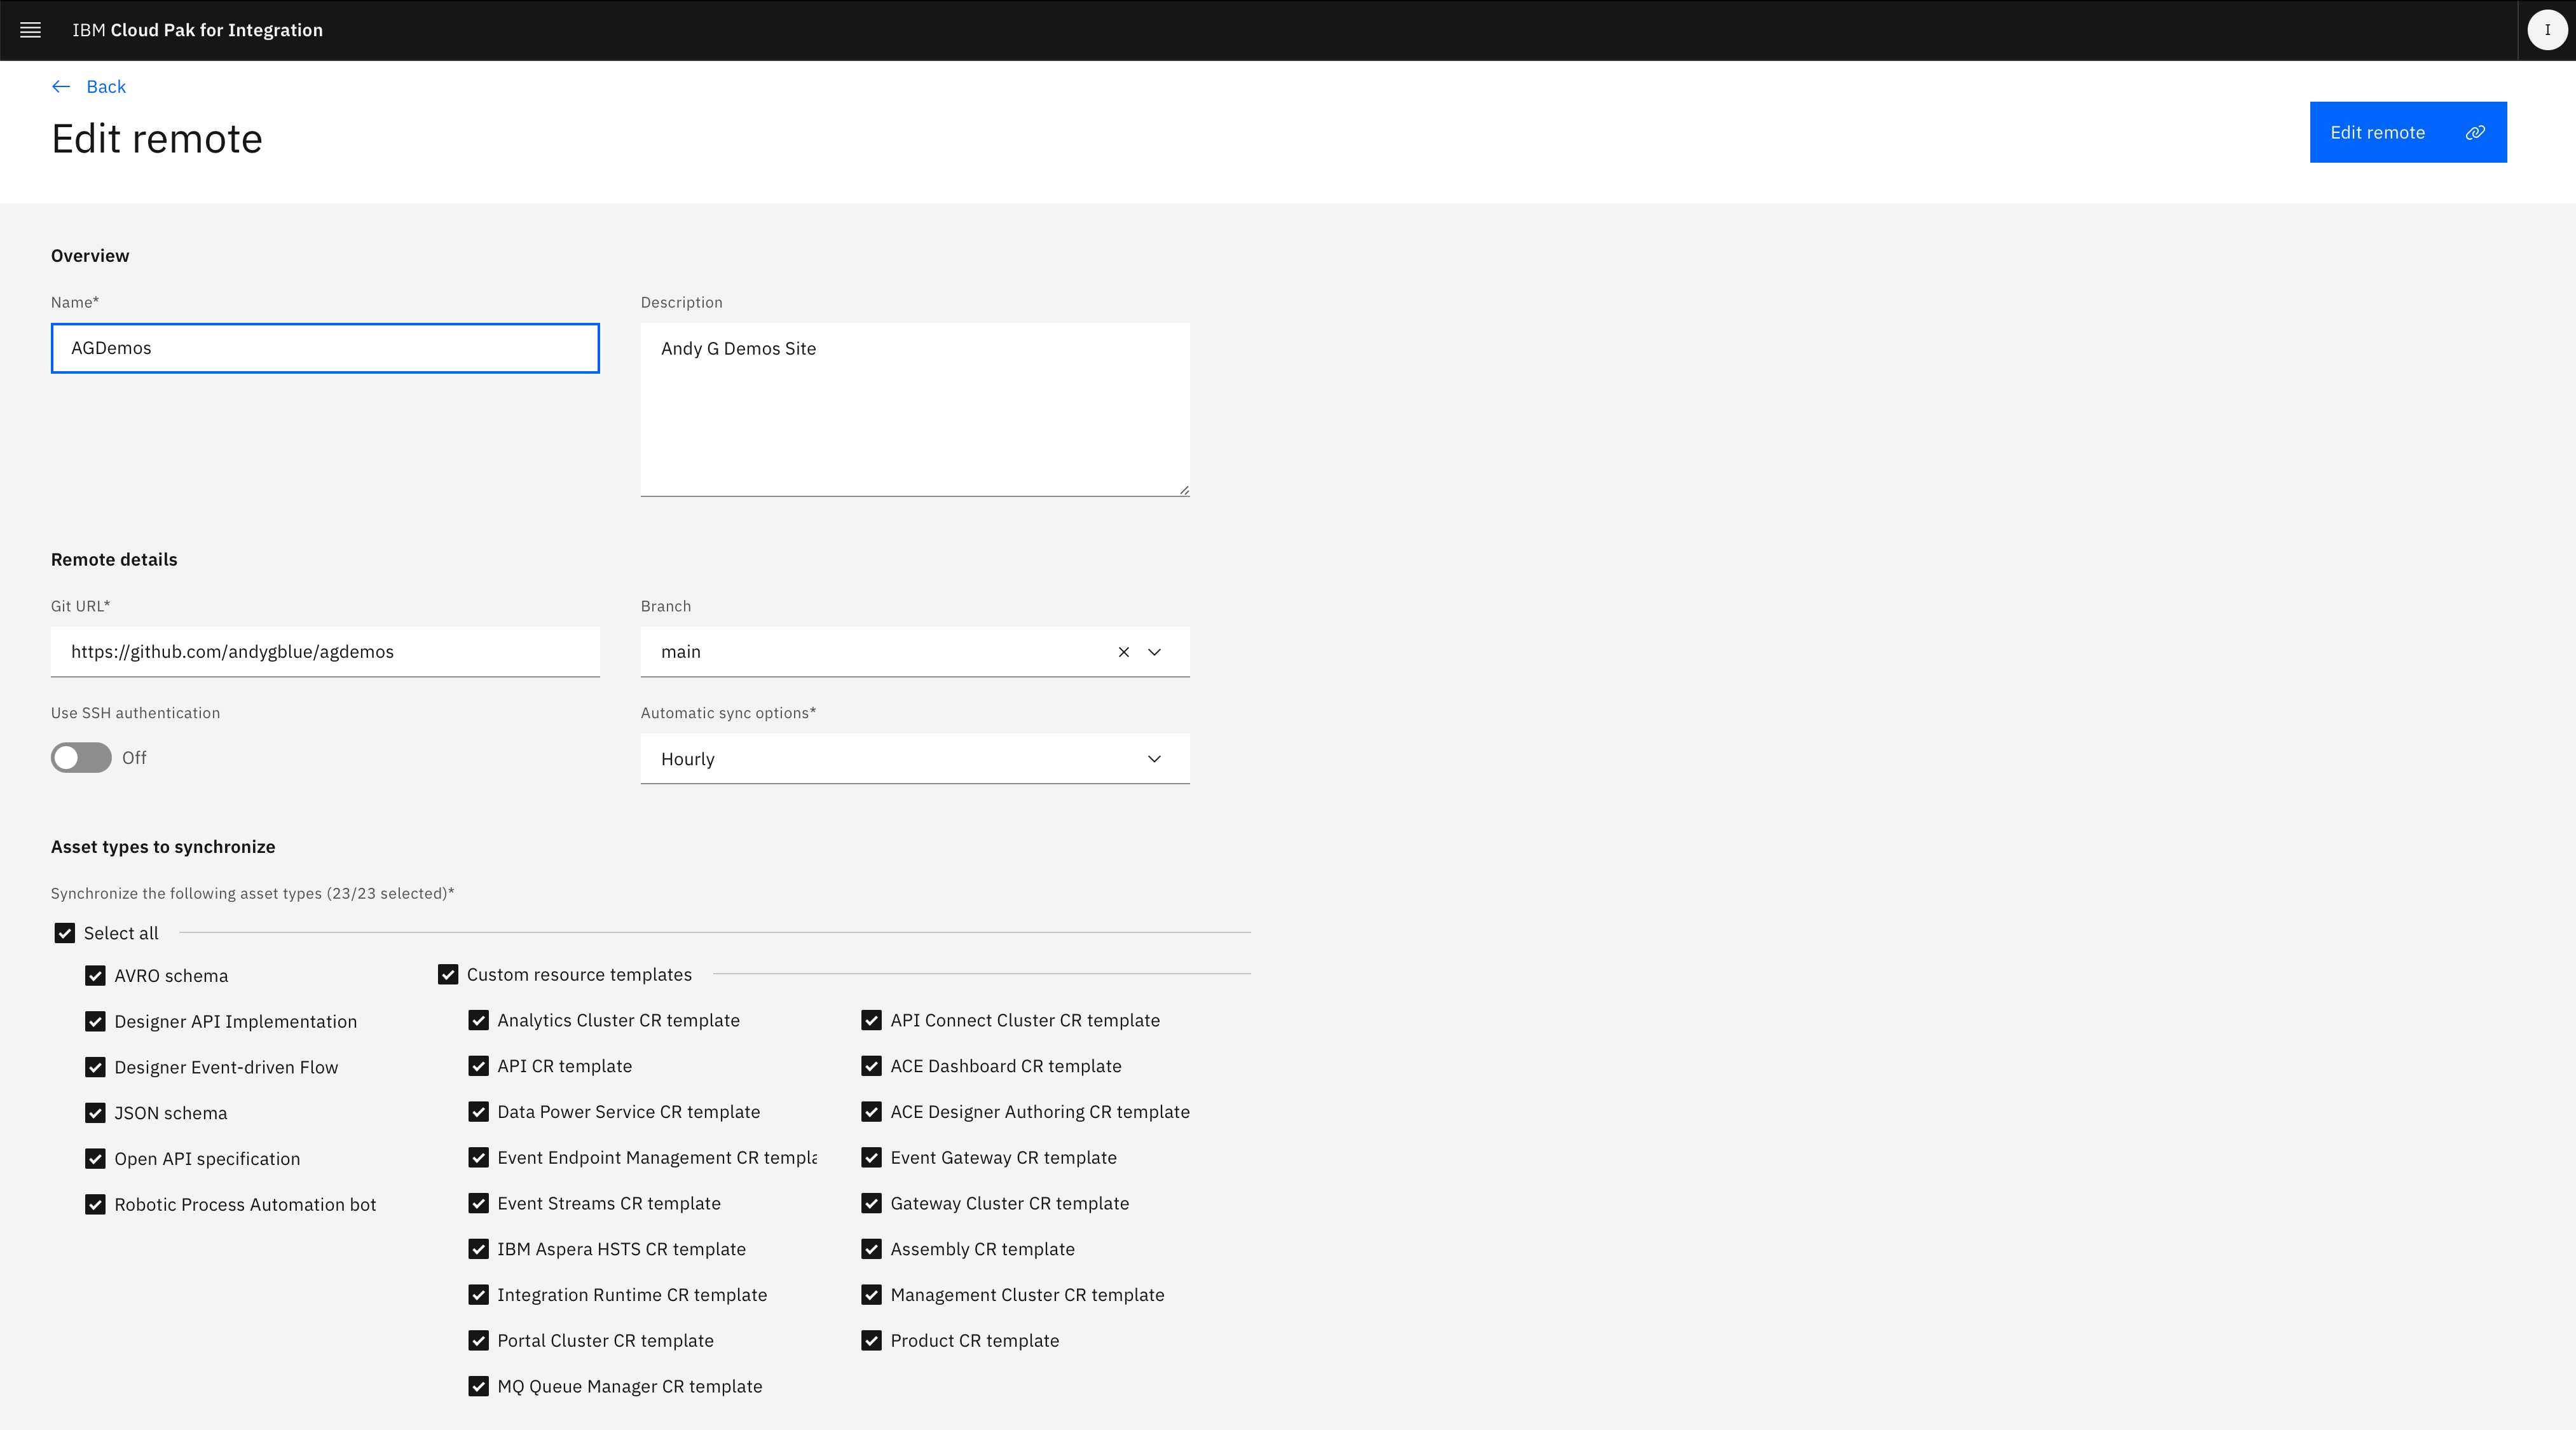 IBM Cloud Pak for Integration
I
Back
Edit remote
Edit remote
Overview
Name*
Description
AGDemos
Andy G Demos Site
Remote details
Git URL*
Branch
https://github.com/andygblue/agdemos
main
Use SSH authentication
Automatic sync options*
Off
Hourly
Asset types to synchronize
Synchronize the following asset types (23/23 selected)*
Select all
AVRO schema
Designer API Implementation
Designer Event-driven Flow
JSON schema
Open API specification
Robotic Process Automation bot
Custom resource templates
Analytics Cluster CR template
API CR template
Data Power Service CR template
Event Endpoint Management CR templa
Event Streams CR template
IBM Aspera HSTS CR template
Integration Runtime CR template
Portal Cluster CR template
MQ Queue Manager CR template
API Connect Cluster CR template
ACE Dashboard CR template
ACE Designer Authoring CR template
Event Gateway CR template
Gateway Cluster CR template
Assembly CR template
Management Cluster CR template
Product CR template